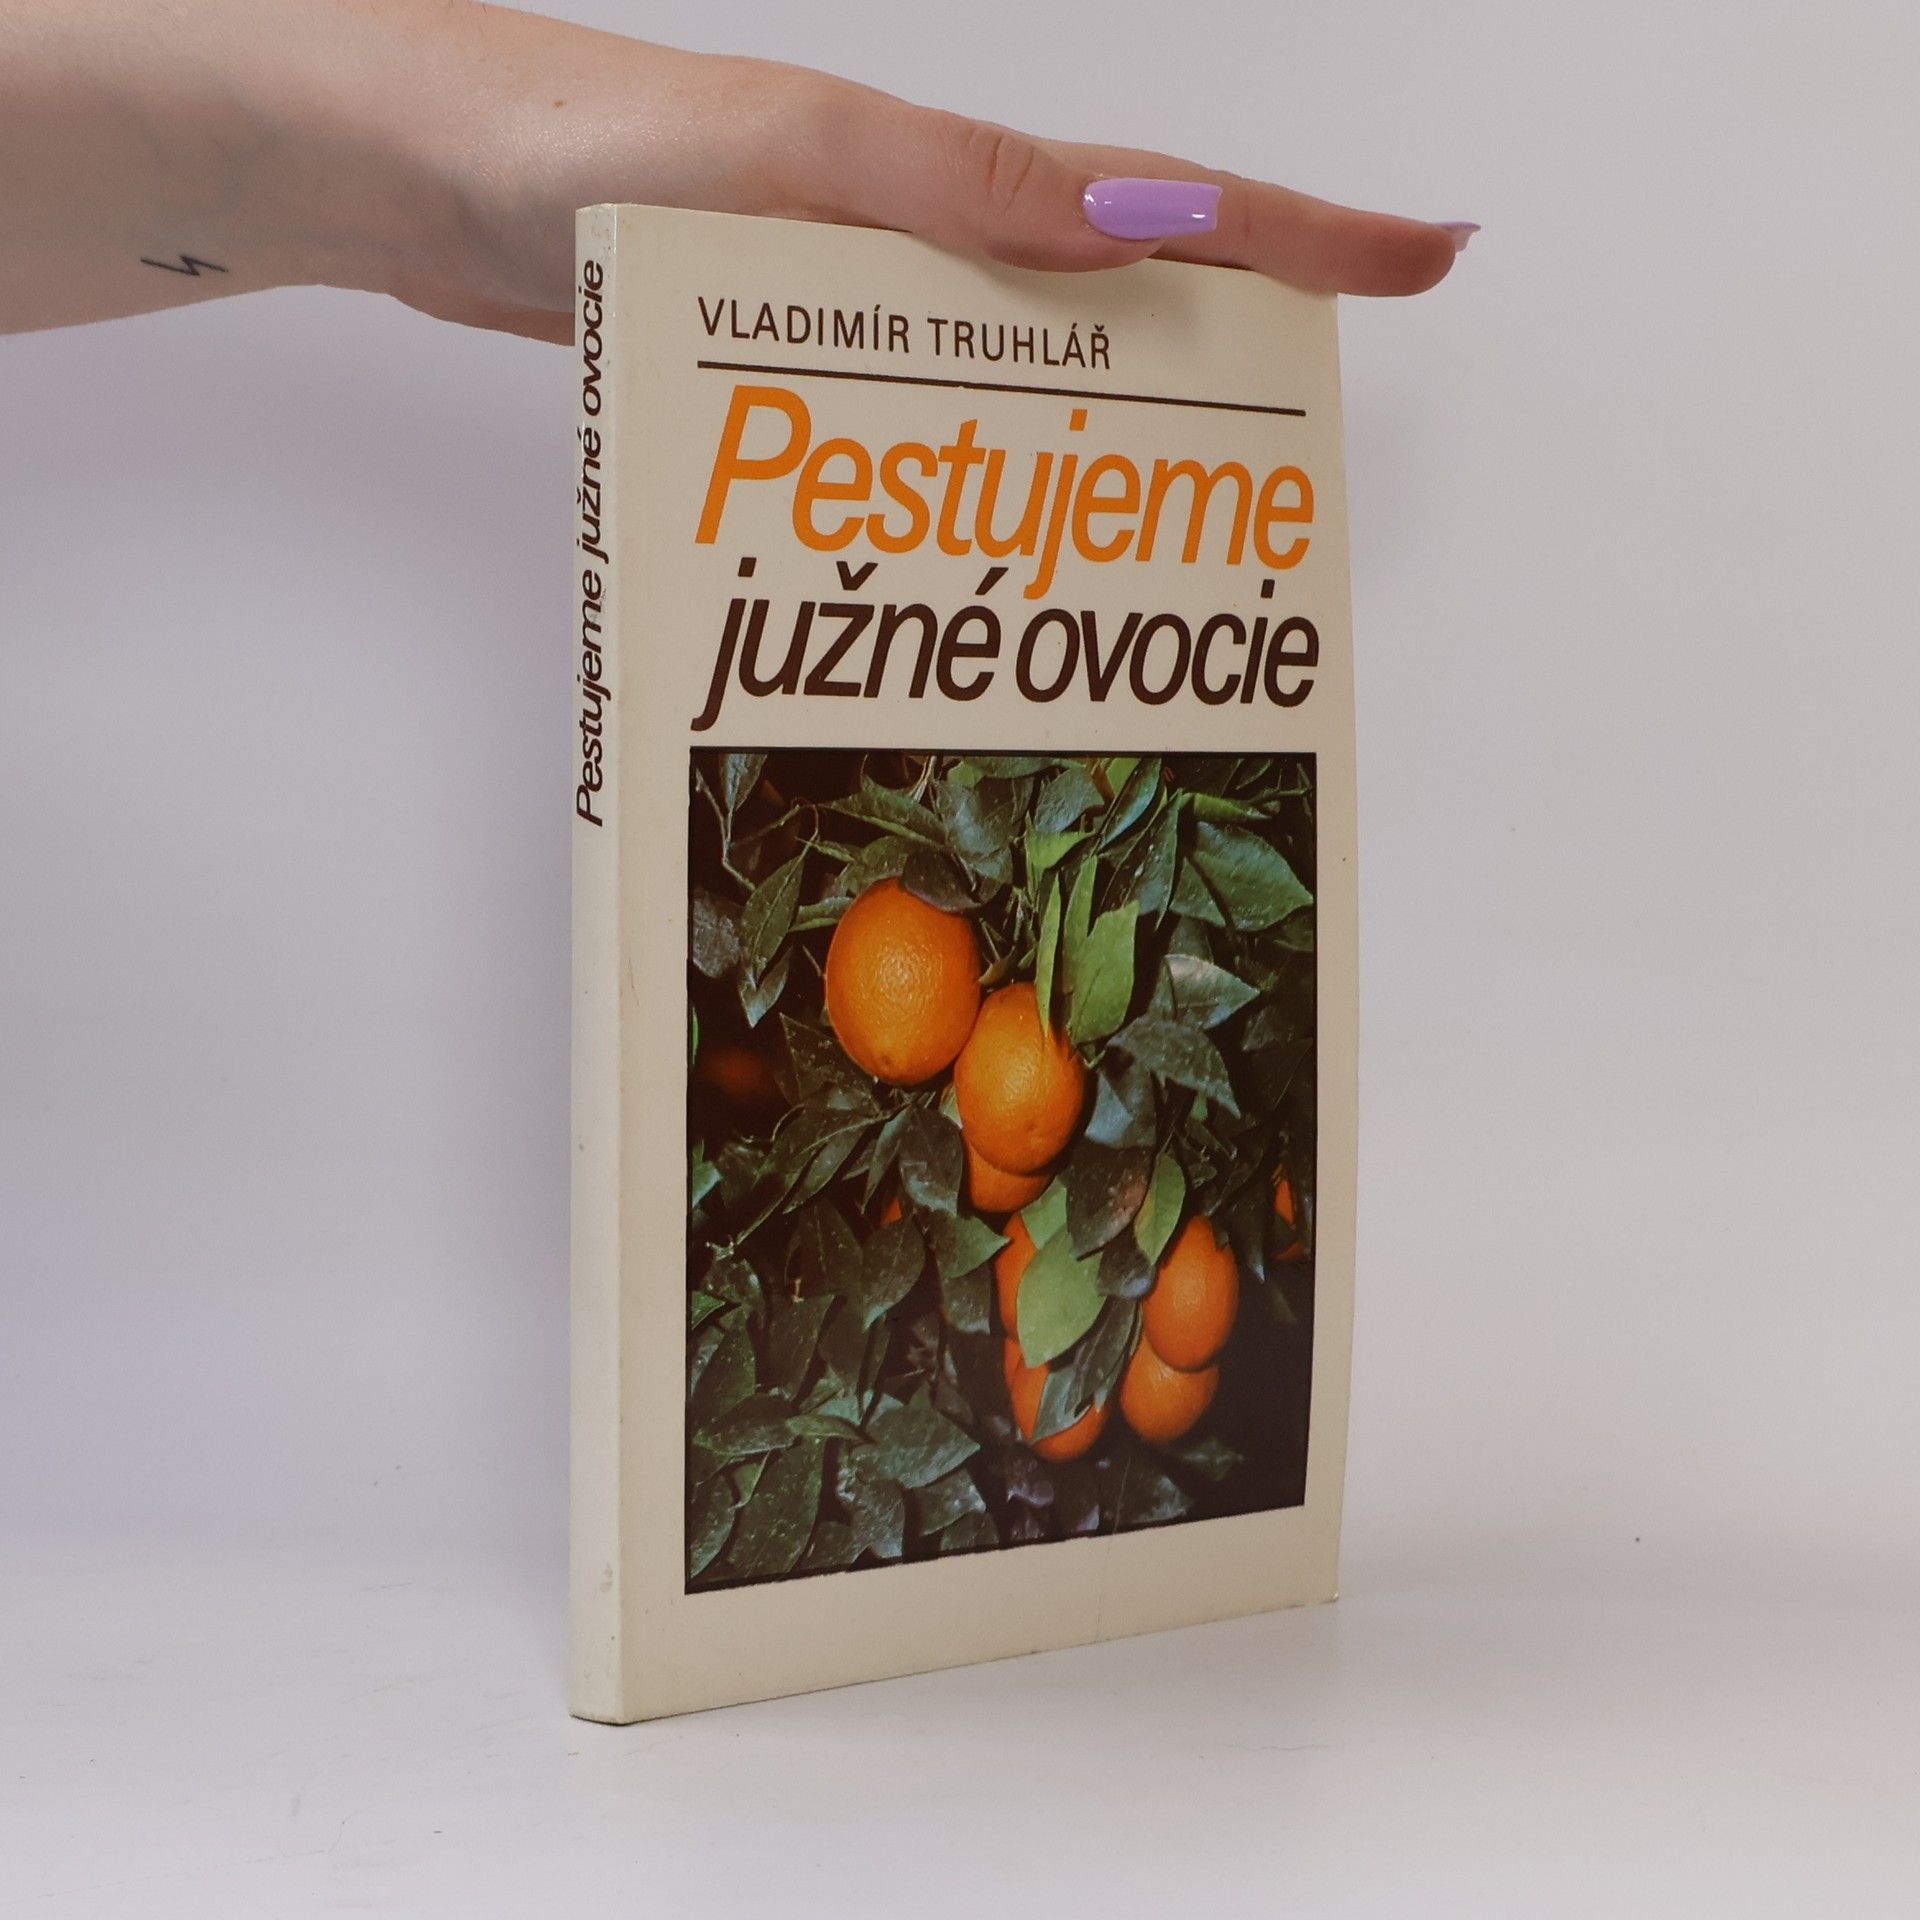 VLADIMÍR TRUHLÁŘ
Pestujeme
južné ovocie
Pestujeme južné ovocie